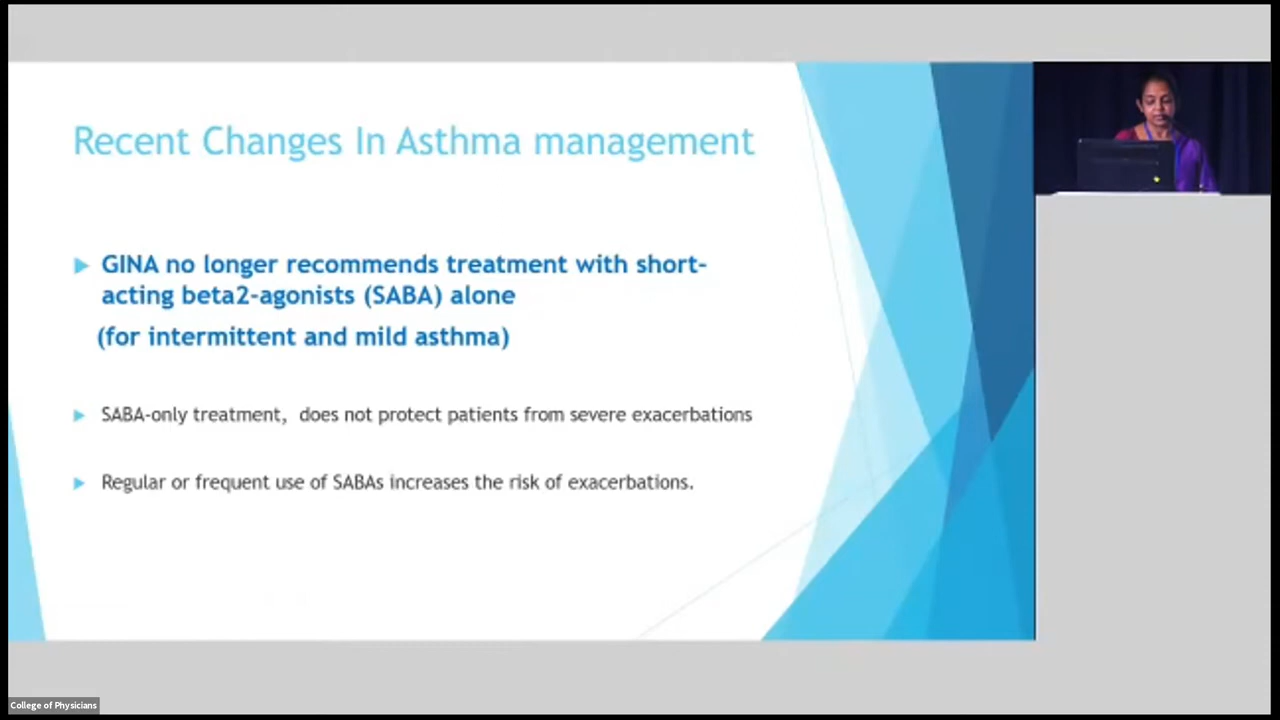 Recent Changes In Asthma management
GINA no longer recommends treatment with short-
acting beta2-agonists (SABA) alone
(for intermittent and mild asthma)
SABA-only treatment, does not protect patients from severe exacerbations
Regular or frequent use of SABAs increases the risk of exacerbations.
College of Physicians